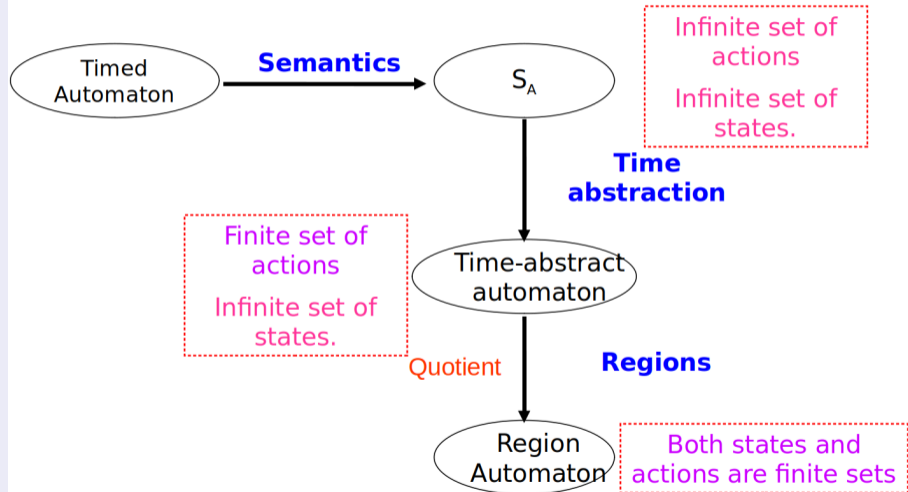 Timed
Automaton
Semantics
S_A
Infinite set of
actions
Infinite set of
states.
Time
abstraction
Finite set of
actions
Infinite set of
states.
Time-abstract
automaton
Quotient
Regions
Region
Automaton
Both states and
actions are finite sets